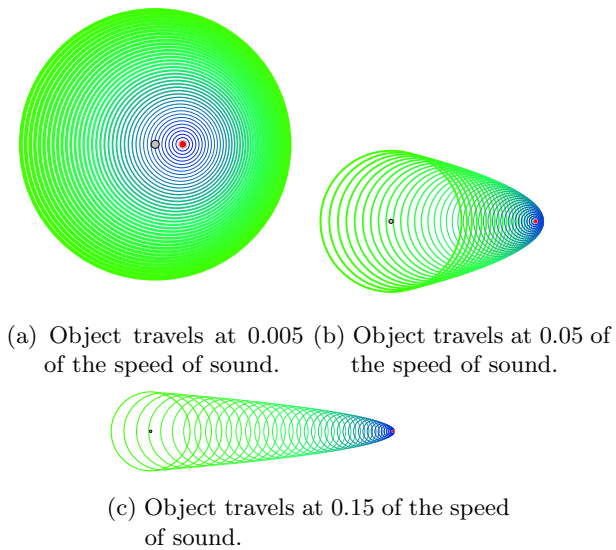 (a) Object travels at 0.005
of the speed of sound.
(b) Object travels at 0.05 of
the speed of sound.
(c) Object travels at 0.15 of the speed
of sound.